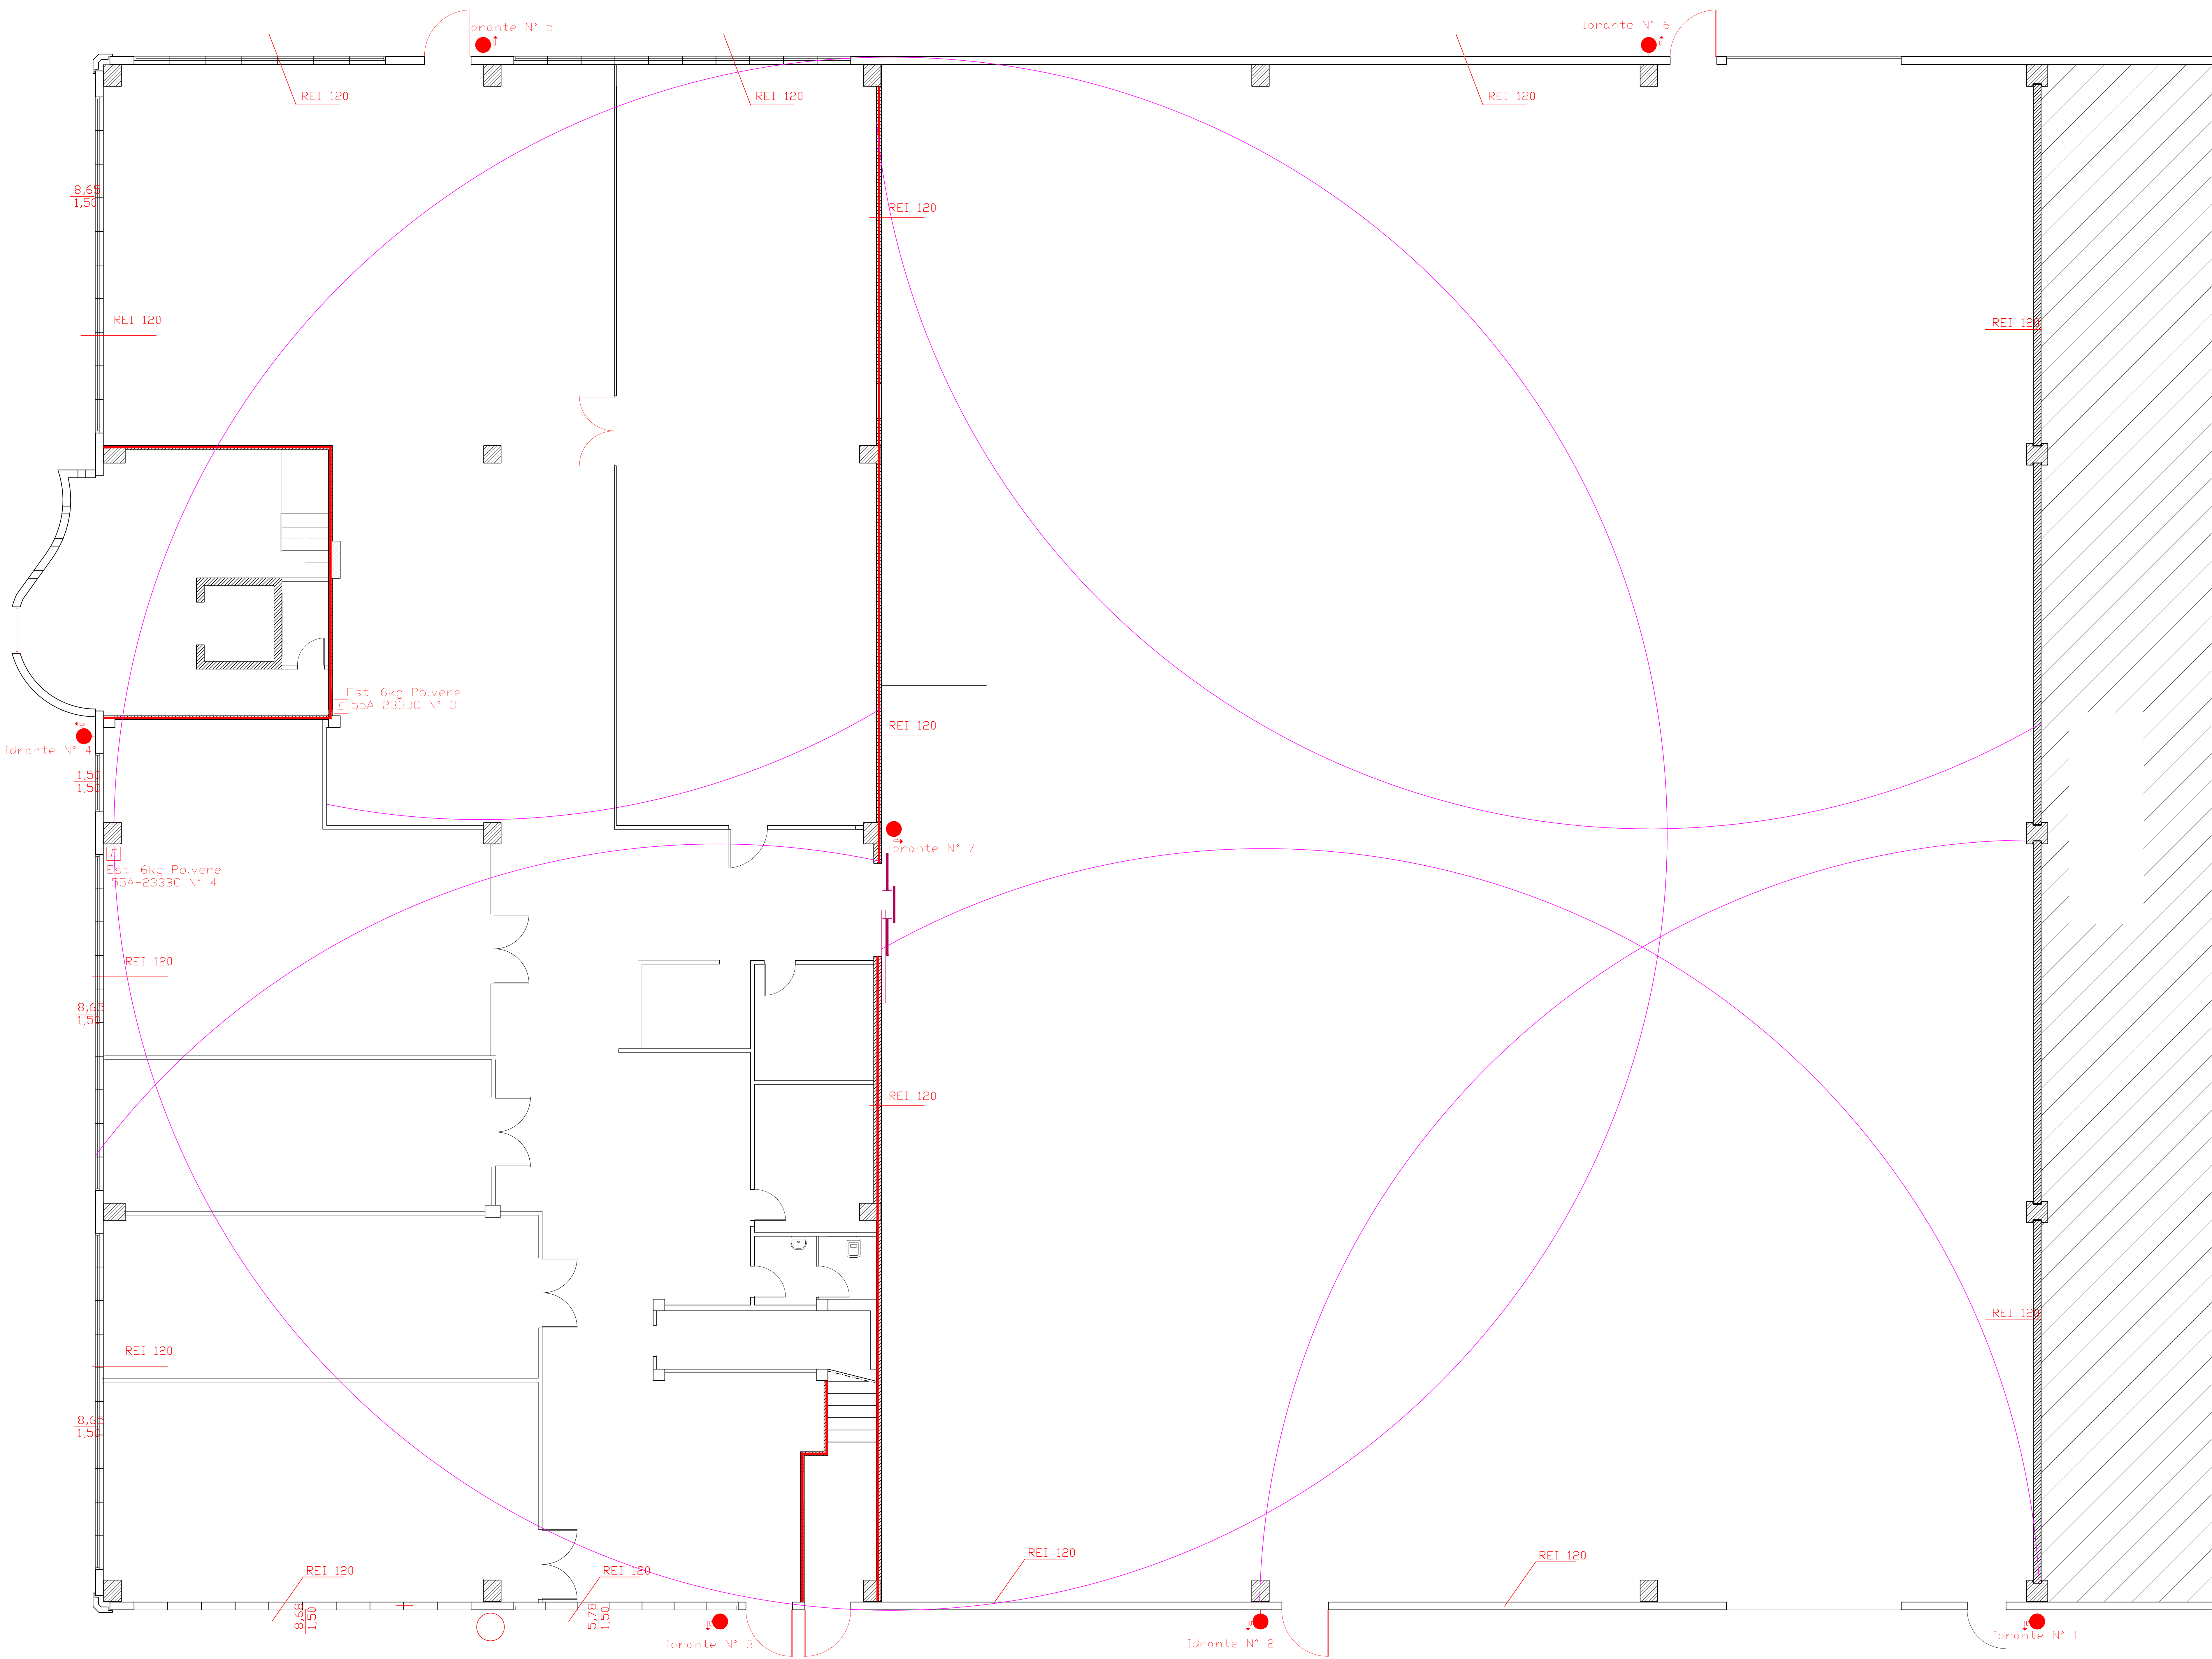 Idrante N° 5
Idrante N° 6
REI 120
REI 120
REI 120
8,65
1,50
REI 120
REI 120
REI 120
Est. 6kg Polvere
E 55A-233BC N° 3
Idrante N° 4
REI 120
1,50
1,50
Idrante N° 7
E
Est. 6kg Polvere
55A-233BC N° 4
REI 120
8,65
1,50
REI 120
REI 120
REI 120
8,65
1,50
REI 120
REI 120
REI 120
REI 120
8,68
1,50
5,78
1,50
Idrante N° 3
Idrante N° 2
Idrante N° 1